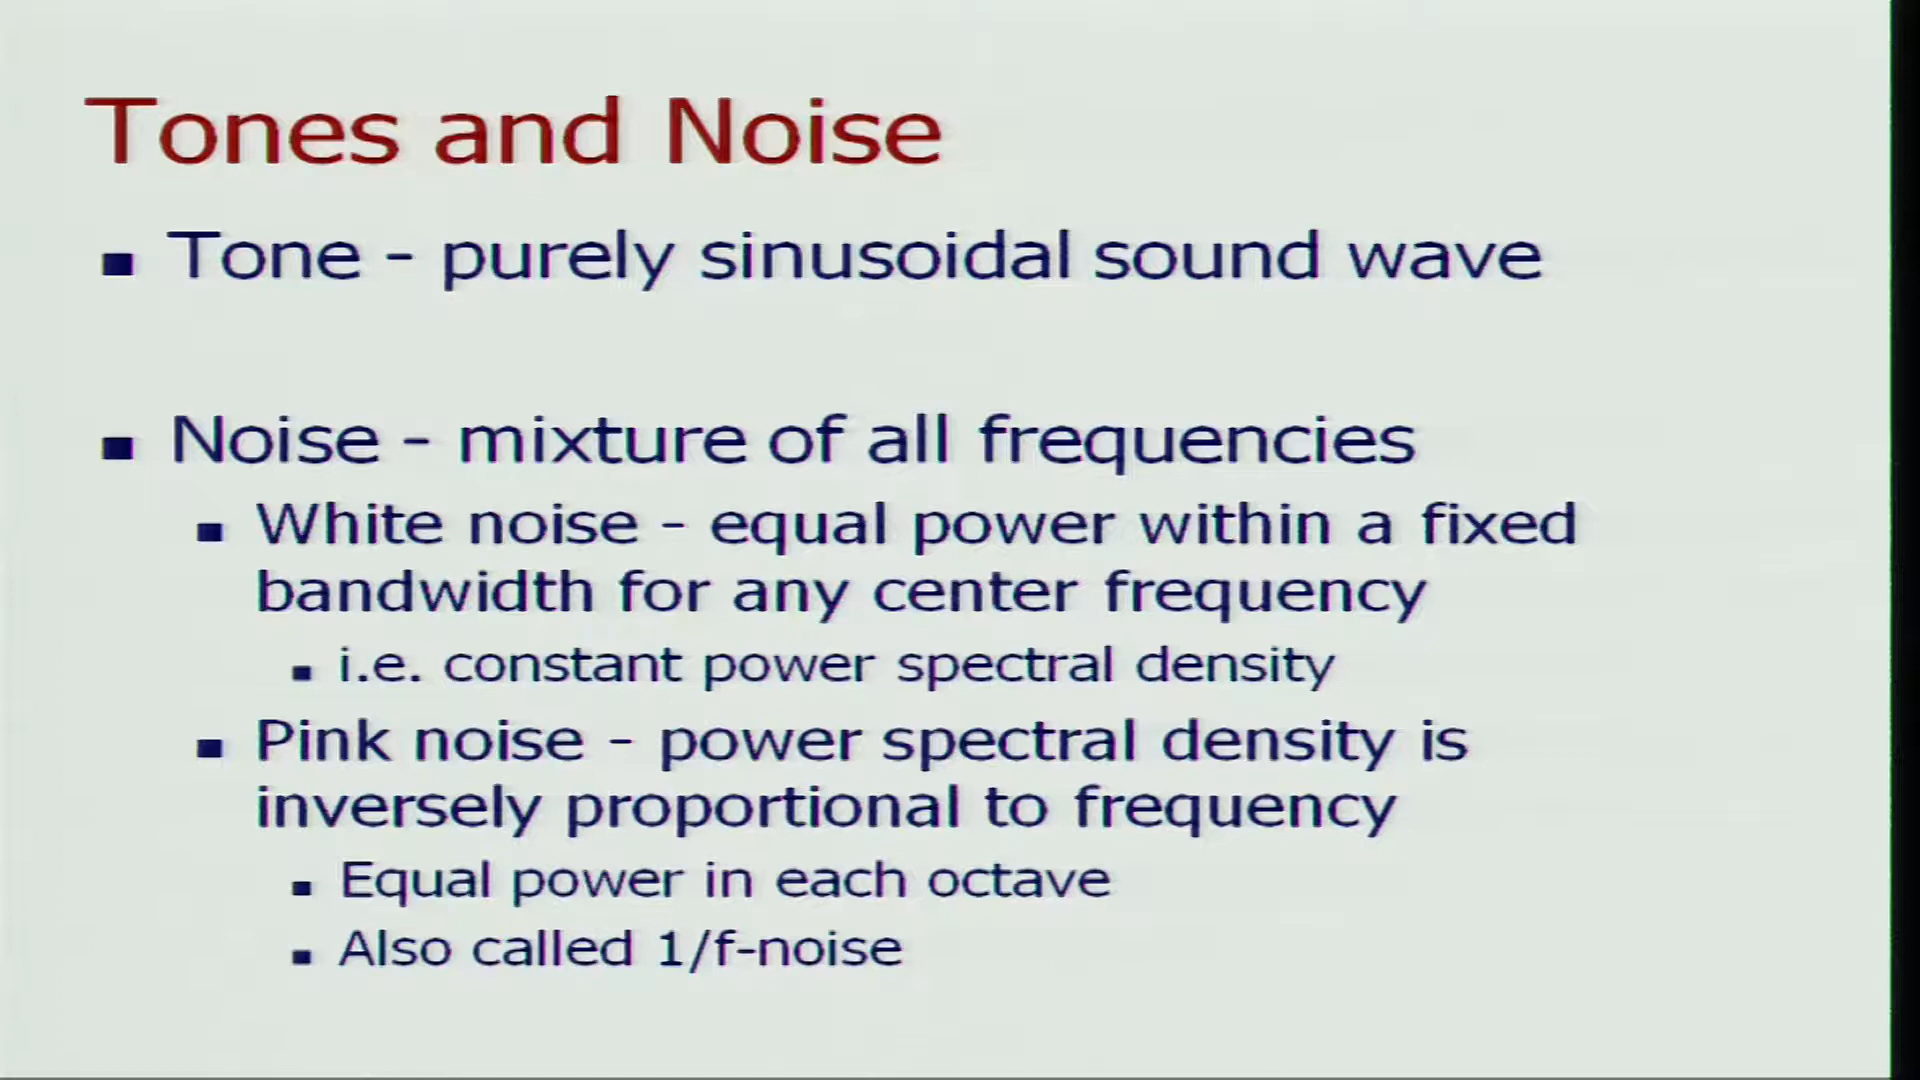 Tones and Noise
Tone - purely sinusoidal sound wave
Noise - mixture of all frequencies
White noise - equal power within a fixed
bandwidth for any center frequency
i.e. constant power spectral density
Pink noise - power spectral density is
inversely proportional to frequency
Equal power in each octave
Also called 1/f-noise